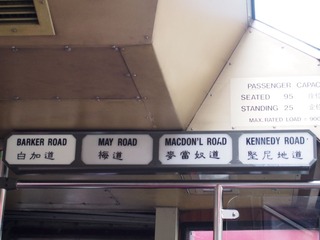 PASSENGER CAPAC
SEATED 95
STANDING 25
MAX. RATED LOAD
BARKER ROAD
白加道
MAY ROAD
梅道
MACDON'L ROAD
麥當奴道
KENNEDY ROAD
堅尼地道